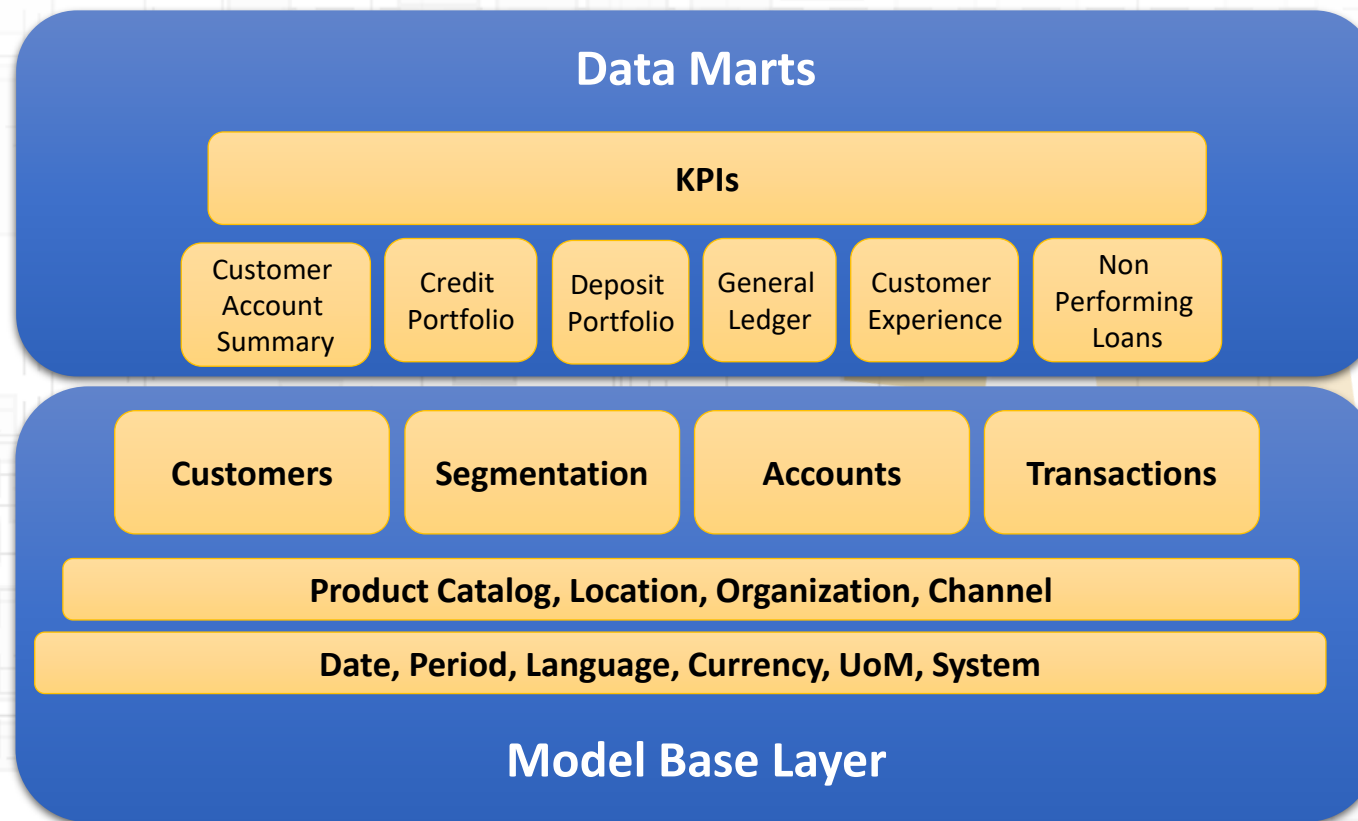 Data Marts
KPIs
Customer
Account
Summary
Credit
Portfolio
Deposit
Portfolio
General
Ledger
Customer
Experience
Non
Performing
Loans
Customers
Segmentation
Accounts
Transactions
Product Catalog, Location, Organization, Channel
Date, Period, Language, Currency, UoM, System
Model Base Layer